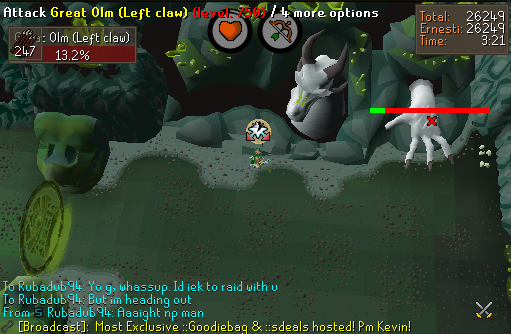 Attack Great Olm (Left claw) (level, 750) / 4 more options
: Olm (Left claw)
247
13.2%
Total: 26249
Ernesti: 26249
Time: 3:21
To Rubadub94: Yo g, whassup. Id iek to raid with u
To Rubadub94: But im heading out
From S Rubadub94: Aaaight np man
[Broadcast]: Most Exclusive ::Goodiebag & ::sdeals hosted! Pm Kevin!